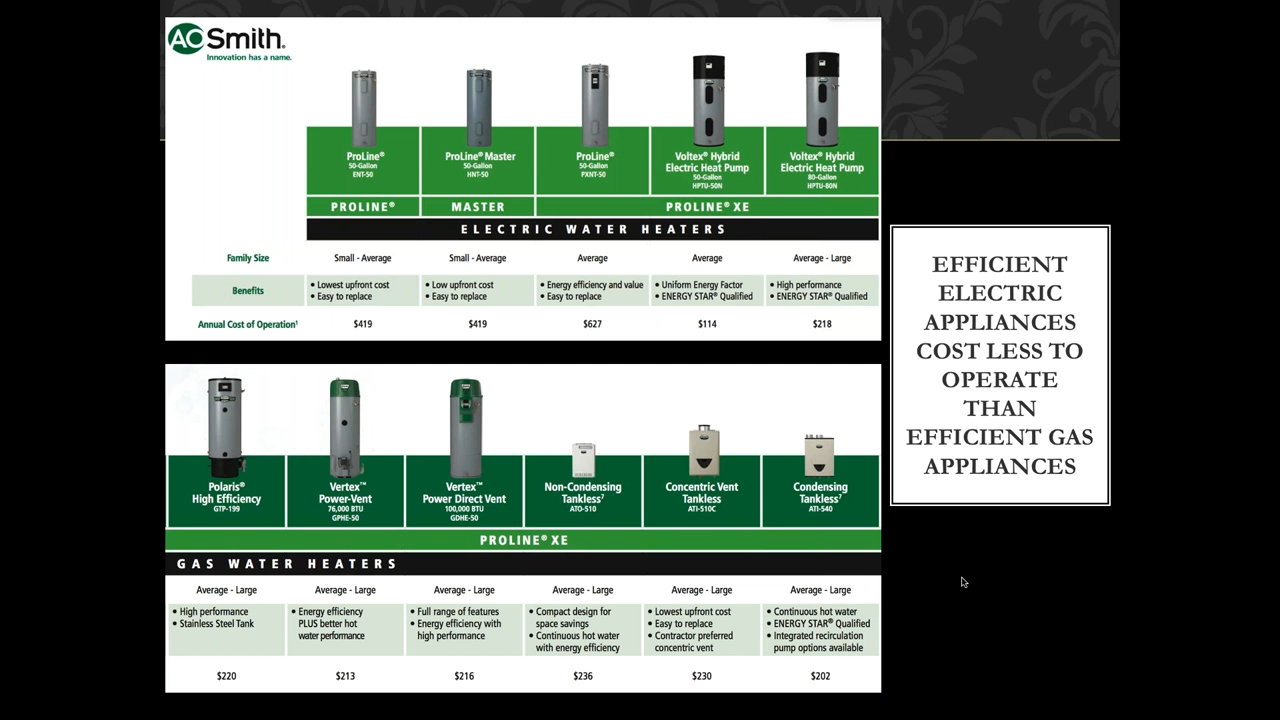 AO Smith®
Innovation has a name.
ProLine®
50-Gallon
ENT-50
ProLine® Master
50-Gallon
HNT-50
ProLine®
50-Gallon
PXNT-50
Voltex® Hybrid
Electric Heat Pump
50-Gallon
HPTU-50N
Voltex® Hybrid
Electric Heat Pump
80-Gallon
HPTU-80N
PROLINE® MASTER PROLINE® XE
ELECTRIC WATER HEATERS
Family Size Small - Average Small - Average Average Average Average - Large
Benefits
• Lowest upfront cost
• Easy to replace
• Low upfront cost
• Easy to replace
• Energy efficiency and value
• Easy to replace
• Uniform Energy Factor
• ENERGY STAR® Qualified
• High performance
• ENERGY STAR® Qualified
Annual Cost of Operation¹ $419 $419 $627 $114 $218
Polaris®
High Efficiency
GTP-199
Vertex™
Power-Vent
76,000 BTU
GPHE-50
Vertex™
Power Direct Vent
100,000 BTU
GDHE-50
Non-Condensing
Tankless⁷
ATO-510
Concentric Vent
Tankless
ATI-510C
Condensing
Tankless⁷
ATI-540
PROLINE® XE
GAS WATER HEATERS
Average - Large Average - Large Average - Large Average - Large Average - Large Average - Large
• High performance
• Stainless Steel Tank
• Energy efficiency
PLUS better hot
water performance
• Full range of features
• Energy efficiency with
high performance
• Compact design for
space savings
• Continuous hot water
with energy efficiency
• Lowest upfront cost
• Easy to replace
• Contractor preferred
concentric vent
• Continuous hot water
• ENERGY STAR® Qualified
• Integrated recirculation
pump options available
$220 $213 $216 $236 $230 $202
EFFICIENT
ELECTRIC
APPLIANCES
COST LESS TO
OPERATE
THAN
EFFICIENT GAS
APPLIANCES